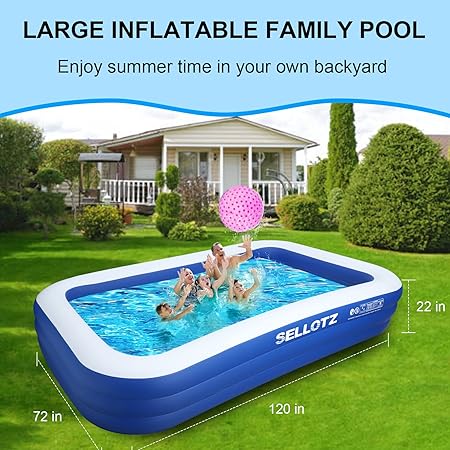 LARGE INFLATABLE FAMILY POOL
Enjoy summer time in your own backyard
SELLOTZ
22 in
120 in
72 in